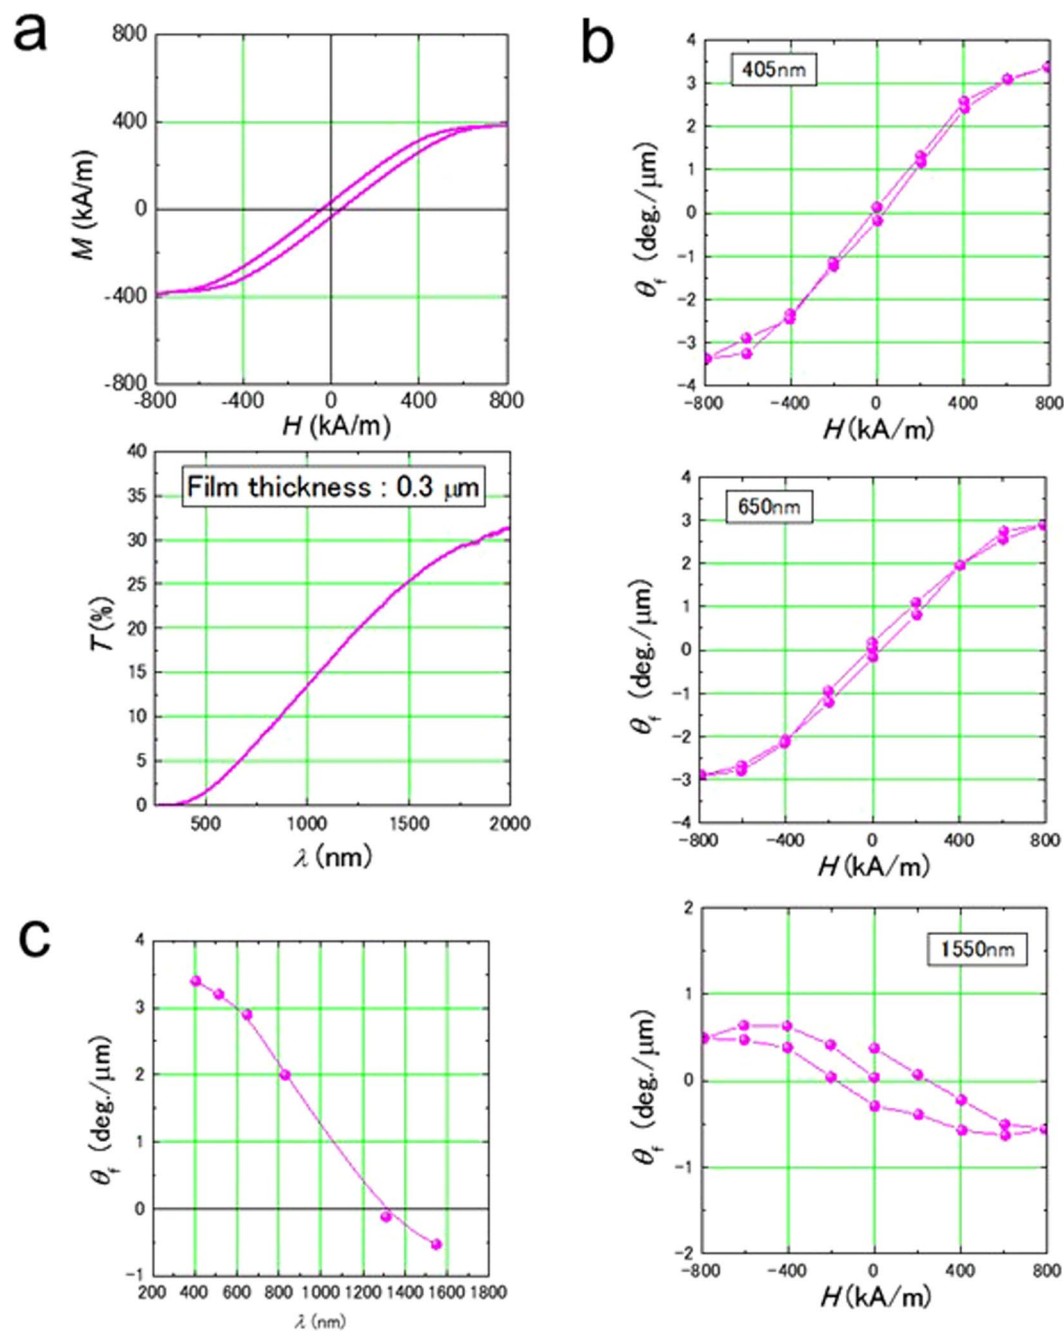 a
800
400
0
-400
-800
M (kA/m)
-800 -400 0 400 800
H (kA/m)
40
35
30
25
20
15
10
5
0
T (%)
Film thickness : 0.3 μm
500 1000 1500 2000
λ (nm)
b
4
3
2
1
0
-1
-2
-3
-4
θf (deg./μm)
405nm
-800 -400 0 400 800
H (kA/m)
4
3
2
1
0
-1
-2
-3
-4
θf (deg./μm)
650nm
-800 -400 0 400 800
H (kA/m)
2
1
0
-1
-2
θf (deg./μm)
1550nm
-800 -400 0 400 800
H (kA/m)
c
4
3
2
1
0
-1
θf (deg./μm)
200 400 600 800 1000 1200 1400 1600 1800
λ (nm)